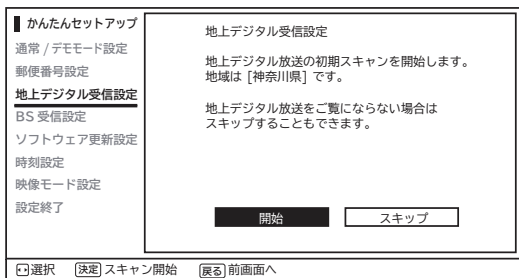 かんたんセットアップ
通常 / デモモード設定
郵便番号設定
地上デジタル受信設定
BS 受信設定
ソフトウェア更新設定
時刻設定
映像モード設定
設定終了
地上デジタル受信設定
地上デジタル放送の初期スキャンを開始します。
地域は [神奈川県] です。
地上デジタル放送をご覧にならない場合は
スキップすることもできます。
開始 スキップ
選択 決定 スキャン開始 戻る 前画面へ